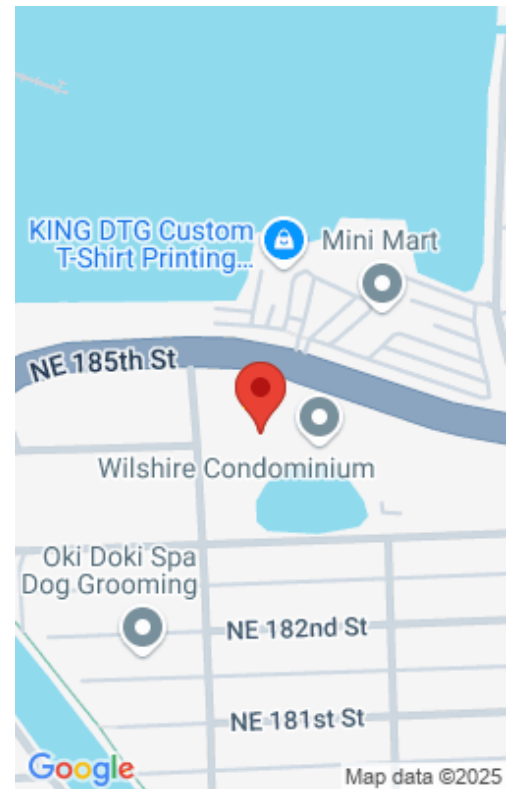 KING DTG Custom
T-Shirt Printing...
Mini Mart
NE 185th St
Wilshire Condominium
Oki Doki Spa
Dog Grooming
NE 182nd St
NE 181st St
Google
Map data ©2025